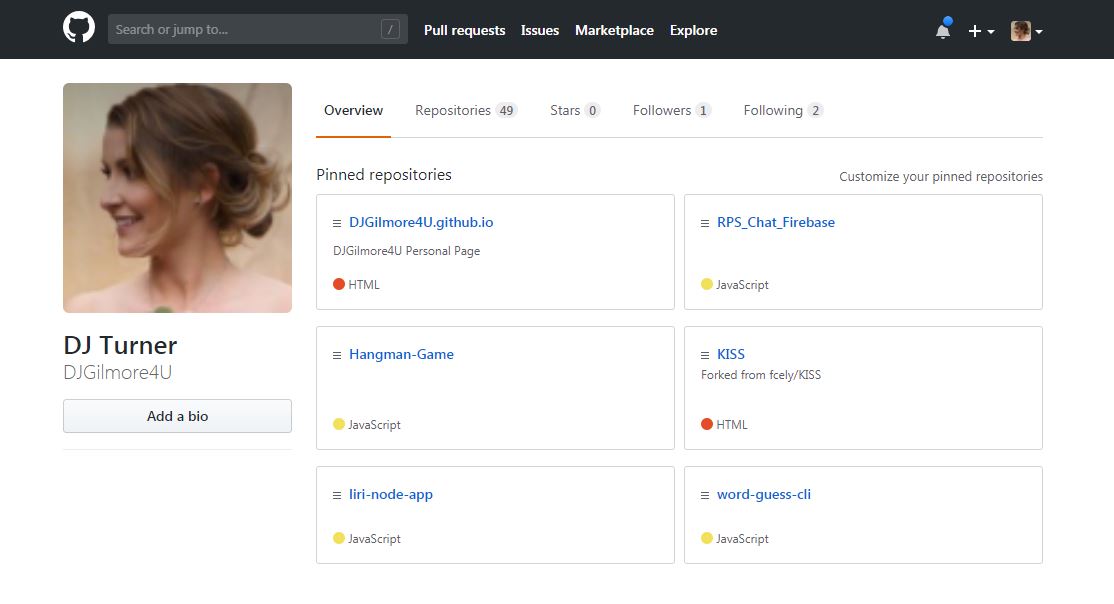 Search or jump to... / Pull requests Issues Marketplace Explore
Overview Repositories 49 Stars 0 Followers 1 Following 2
Pinned repositories Customize your pinned repositories
DJGilmore4U.github.io
DJGilmore4U Personal Page
HTML
RPS_Chat_Firebase
JavaScript
Hangman-Game
JavaScript
KISS
Forked from fcely/KISS
HTML
liri-node-app
JavaScript
word-guess-cli
JavaScript
DJ Turner
DJGilmore4U
Add a bio